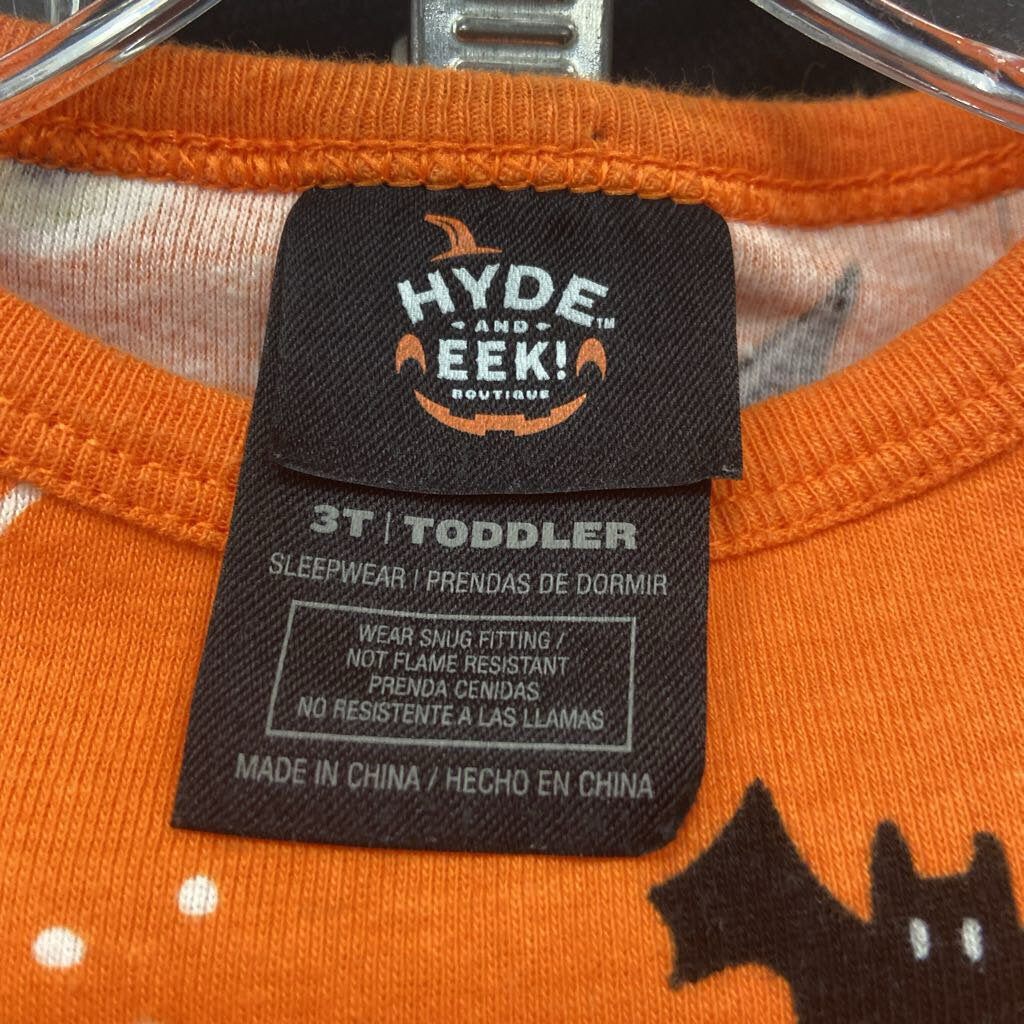 HYDE™
AND
EEK!
BOUTIQUE
3T | TODDLER
SLEEPWEAR | PRENDAS DE DORMIR
WEAR SNUG FITTING /
NOT FLAME RESISTANT
PRENDA CENIDAS
NO RESISTENTE A LAS LLAMAS
MADE IN CHINA / HECHO EN CHINA